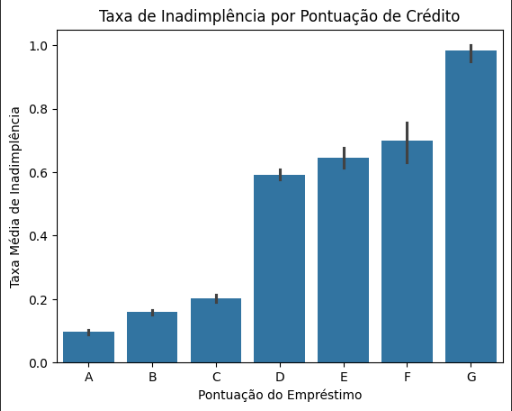 Taxa de Inadimplência por Pontuação de Crédito
Taxa Média de Inadimplência
1.0
0.8
0.6
0.4
0.2
0.0
A B C D E F G
Pontuação do Empréstimo